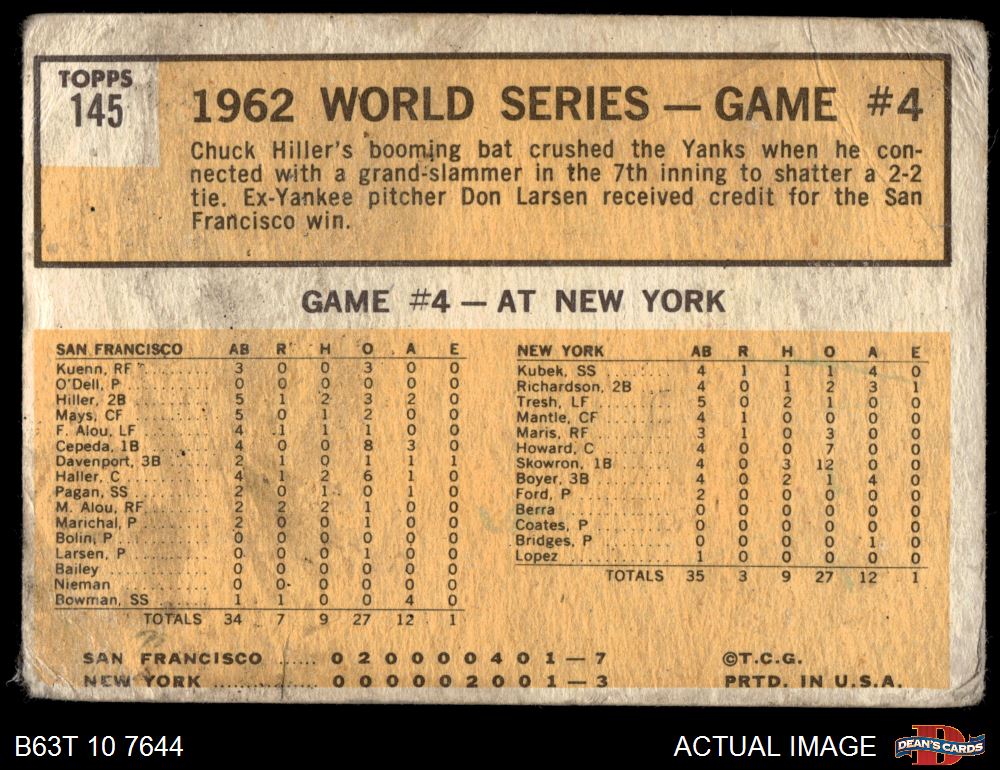 TOPPS
145
1962 WORLD SERIES — GAME #4
Chuck Hiller's booming bat crushed the Yanks when he con-
nected with a grand-slammer in the 7th inning to shatter a 2-2
tie. Ex-Yankee pitcher Don Larsen received credit for the San
Francisco win.
GAME #4 — AT NEW YORK
SAN FRANCISCO AB R H O A E
Kuenn, RF 3 0 0 3 0 0
O'Dell, P 0 0 0 0 0 0
Hiller, 2B 5 1 2 3 2 0
Mays, CF 5 0 1 2 0 0
F. Alou, LF 4 1 1 1 0 0
Cepeda, 1B 4 0 0 8 3 0
Davenport, 3B 2 1 0 1 1 1
Haller, C 4 1 2 6 1 0
Pagan, SS 2 0 1 0 1 0
M. Alou, RF 2 2 2 1 0 0
Marichal, P 2 0 0 1 0 0
Bolin, P 0 0 0 0 0 0
Larsen, P 0 0 0 1 0 0
Bailey 0 0 0 0 0 0
Nieman 0 0 0 0 0 0
Bowman, SS 1 1 0 0 4 0
TOTALS 34 7 9 27 12 1
NEW YORK AB R H O A E
Kubek, SS 4 1 1 1 4 0
Richardson, 2B 4 0 1 2 3 1
Tresh, LF 5 0 2 1 0 0
Mantle, CF 4 1 0 0 0 0
Maris, RF 3 1 0 3 0 0
Howard, C 4 0 0 7 0 0
Skowron, 1B 4 0 3 12 0 0
Boyer, 3B 4 0 2 1 4 0
Ford, P 2 0 0 0 0 0
Berra 0 0 0 0 0 0
Coates, P 0 0 0 0 0 0
Bridges, P 0 0 0 0 1 0
Lopez 1 0 0 0 0 0
TOTALS 35 3 9 27 12 1
SAN FRANCISCO ...... 0 2 0 0 0 0 4 0 1 — 7
NEW YORK .............. 0 0 0 0 0 2 0 0 1 — 3
©T.C.G.
PRTD. IN U.S.A.
B63T 10 7644
ACTUAL IMAGE
DEAN'S CARDS